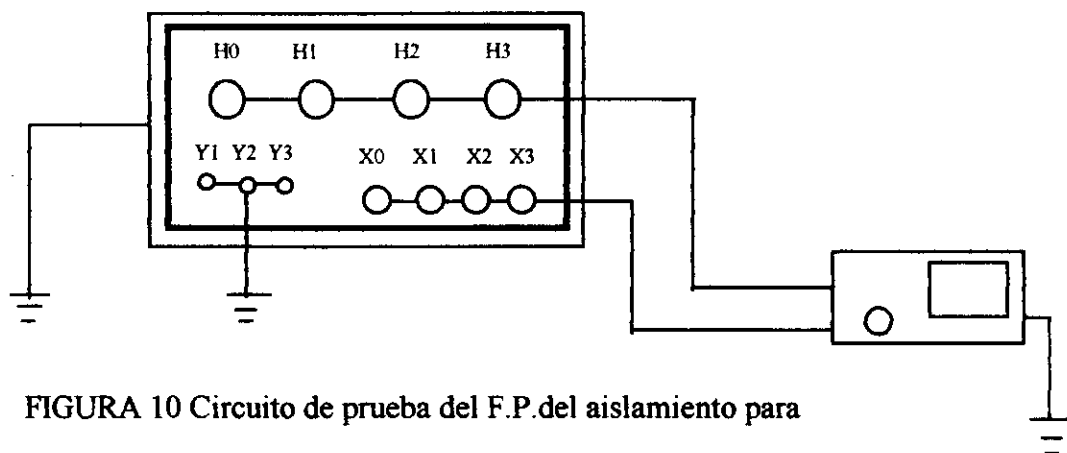 H0 H1 H2 H3
Y1 Y2 Y3 X0 X1 X2 X3
FIGURA 10 Circuito de prueba del F.P.del aislamiento para